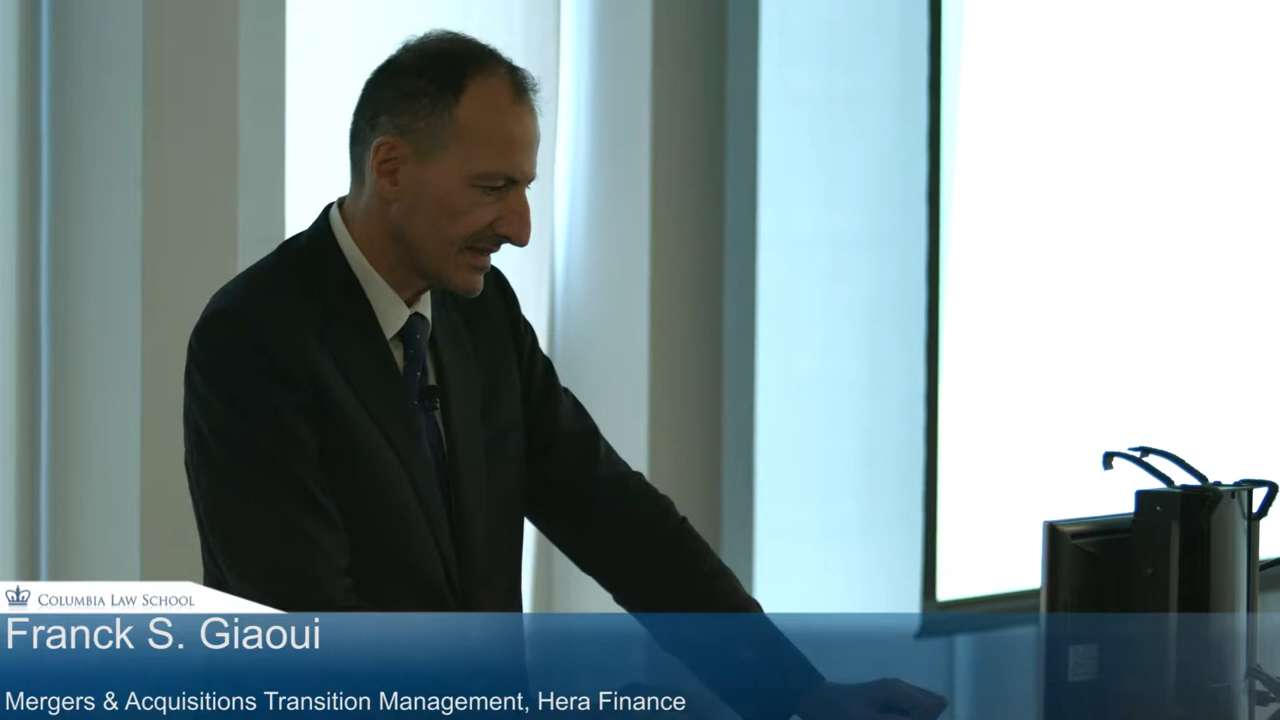 COLUMBIA LAW SCHOOL
Franck S. Giaoui
Mergers & Acquisitions Transition Management, Hera Finance